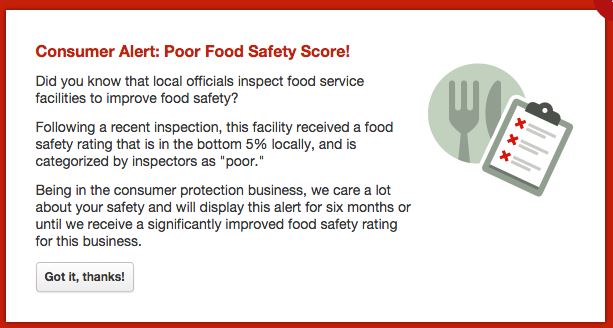 Consumer Alert: Poor Food Safety Score!
Did you know that local officials inspect food service
facilities to improve food safety?
Following a recent inspection, this facility received a food
safety rating that is in the bottom 5% locally, and is
categorized by inspectors as "poor."
Being in the consumer protection business, we care a lot
about your safety and will display this alert for six months or
until we receive a significantly improved food safety rating
for this business.
Got it, thanks!